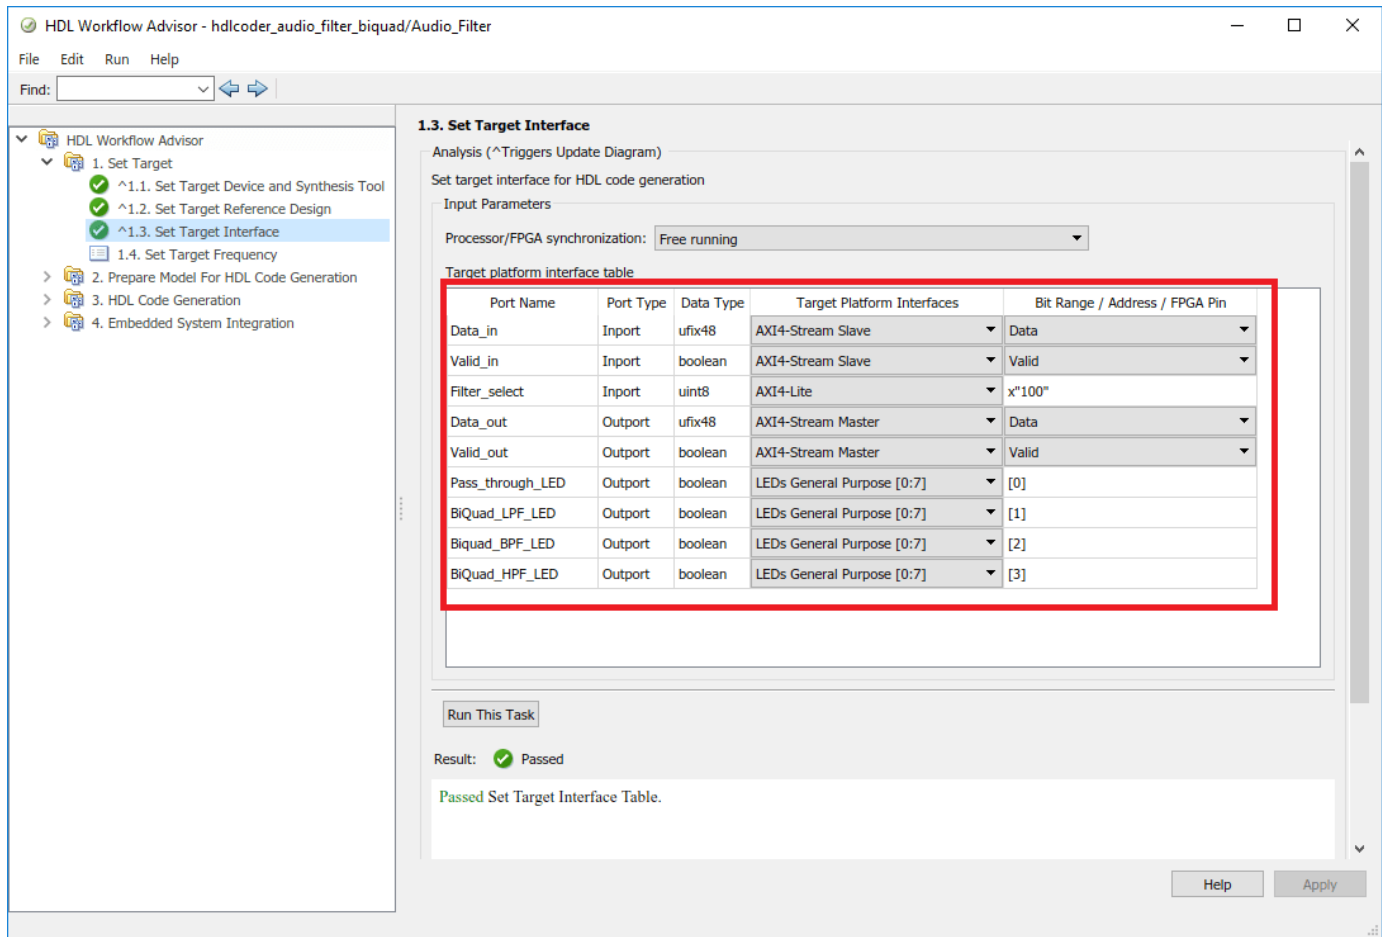 HDL Workflow Advisor - hdlcoder_audio_filter_biquad/Audio_Filter
File Edit Run Help
Find:
HDL Workflow Advisor
1. Set Target
^1.1. Set Target Device and Synthesis Tool
^1.2. Set Target Reference Design
^1.3. Set Target Interface
1.4. Set Target Frequency
2. Prepare Model For HDL Code Generation
3. HDL Code Generation
4. Embedded System Integration
1.3. Set Target Interface
Analysis (^Triggers Update Diagram)
Set target interface for HDL code generation
Input Parameters
Processor/FPGA synchronization: Free running
Target platform interface table
Port Name Port Type Data Type Target Platform Interfaces Bit Range / Address / FPGA Pin
Data_in Inport ufix48 AXI4-Stream Slave Data
Valid_in Inport boolean AXI4-Stream Slave Valid
Filter_select Inport uint8 AXI4-Lite x"100"
Data_out Outport ufix48 AXI4-Stream Master Data
Valid_out Outport boolean AXI4-Stream Master Valid
Pass_through_LED Outport boolean LEDs General Purpose [0:7] [0]
BiQuad_LPF_LED Outport boolean LEDs General Purpose [0:7] [1]
Biquad_BPF_LED Outport boolean LEDs General Purpose [0:7] [2]
BiQuad_HPF_LED Outport boolean LEDs General Purpose [0:7] [3]
Run This Task
Result: Passed
Passed Set Target Interface Table.
Help Apply